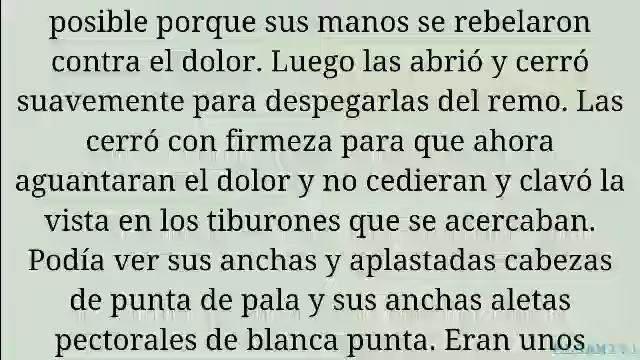 posible porque sus manos se rebelaron
contra el dolor. Luego las abrió y cerró
suavemente para despegarlas del remo. Las
cerró con firmeza para que ahora
aguantaran el dolor y no cedieran y clavó la
vista en los tiburones que se acercaban.
Podía ver sus anchas y aplastadas cabezas
de punta de pala y sus anchas aletas
pectorales de blanca punta. Eran unos